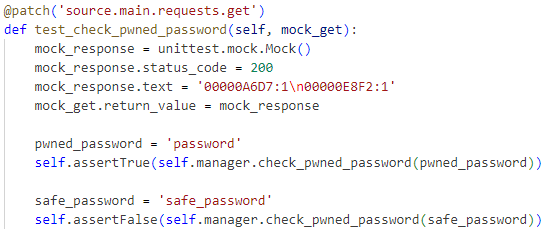 @patch('source.main.requests.get')
def test_check_pwned_password(self, mock_get):
    mock_response = unittest.mock.Mock()
    mock_response.status_code = 200
    mock_response.text = '00000A6D7:1\n00000E8F2:1'
    mock_get.return_value = mock_response

    pwned_password = 'password'
    self.assertTrue(self.manager.check_pwned_password(pwned_password))

    safe_password = 'safe_password'
    self.assertFalse(self.manager.check_pwned_password(safe_password))